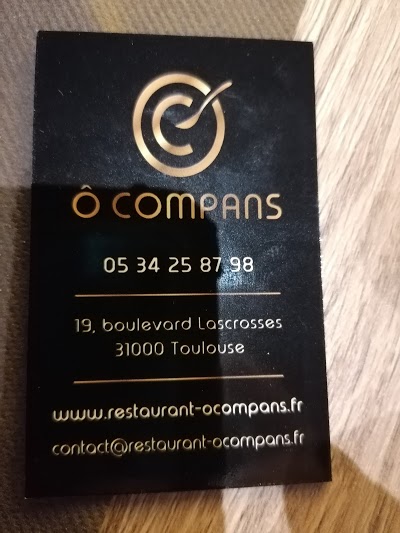 Ô COMPANS
05 34 25 87 98
19, boulevard Lascrosses
31000 Toulouse
www.restaurant-ocompans.fr
contact@restaurant-ocompans.fr